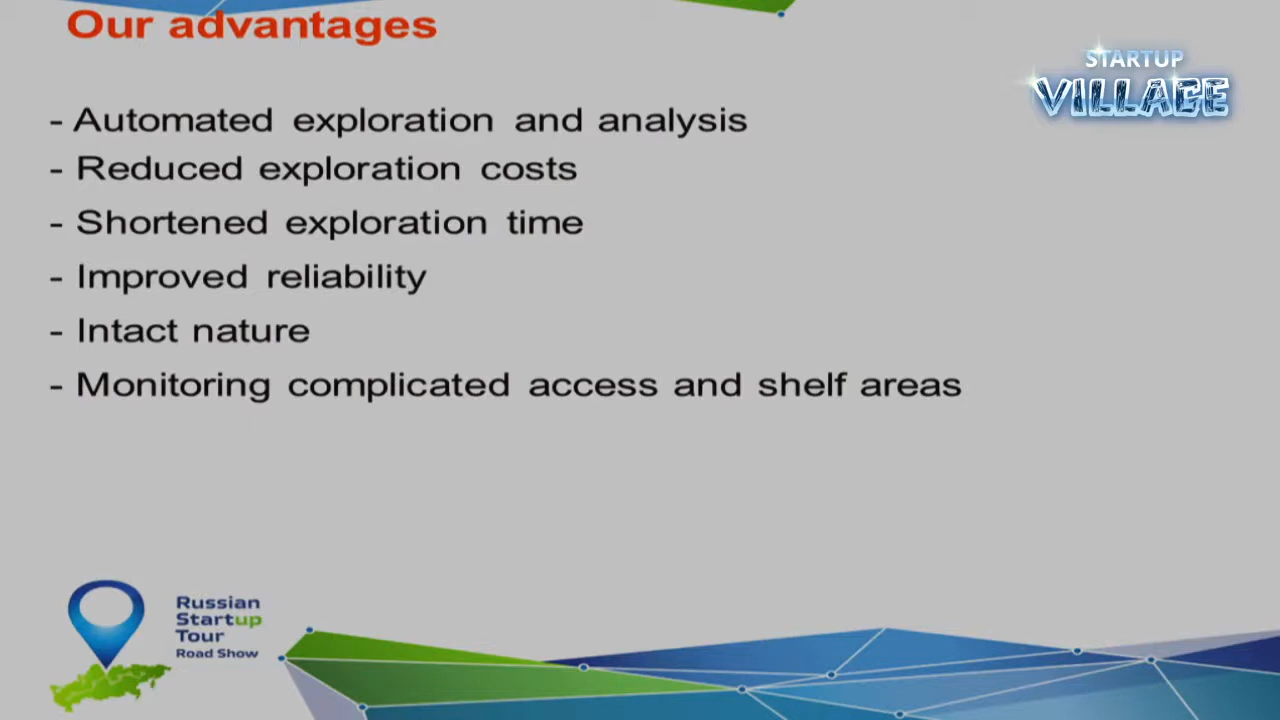 Our advantages
STARTUP
VILLAGE
- Automated exploration and analysis
- Reduced exploration costs
- Shortened exploration time
- Improved reliability
- Intact nature
- Monitoring complicated access and shelf areas
Russian
Startup
Tour
Road Show